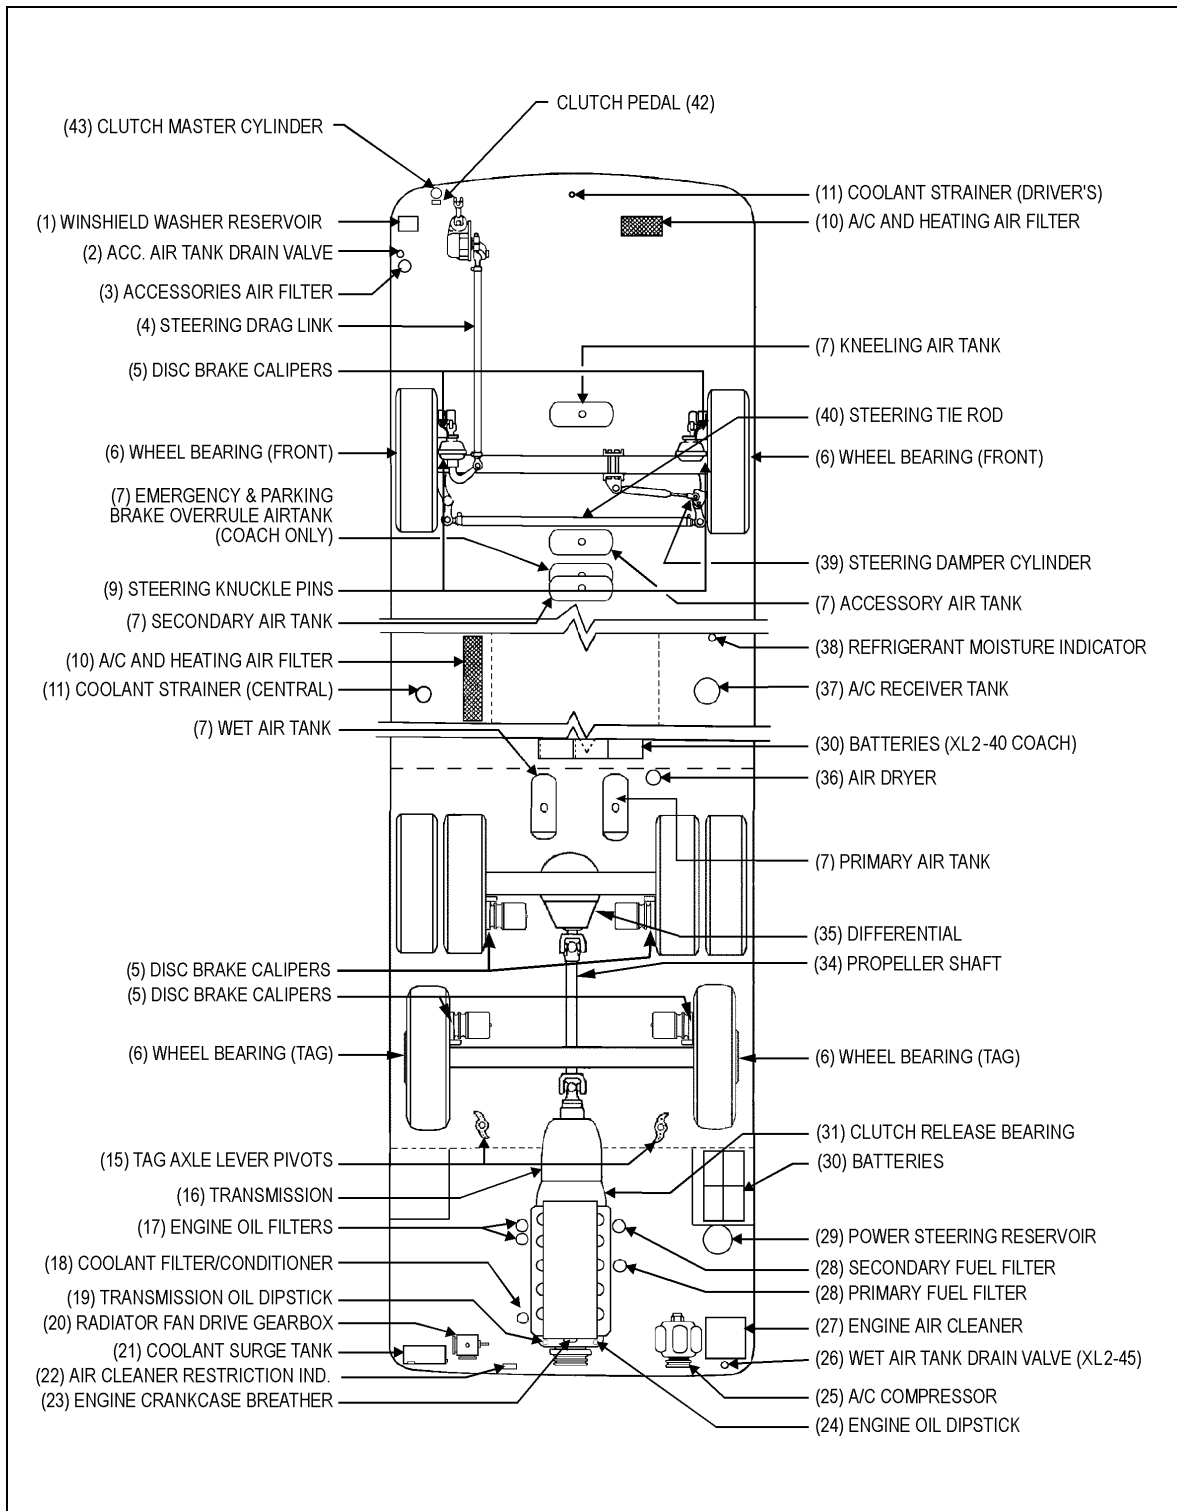 CLUTCH PEDAL (42)
(43) CLUTCH MASTER CYLINDER
(1) WINSHIELD WASHER RESERVOIR
(2) ACC. AIR TANK DRAIN VALVE
(3) ACCESSORIES AIR FILTER
(4) STEERING DRAG LINK
(5) DISC BRAKE CALIPERS
(6) WHEEL BEARING (FRONT)
(7) EMERGENCY & PARKING
BRAKE OVERRULE AIRTANK
(COACH ONLY)
(9) STEERING KNUCKLE PINS
(7) SECONDARY AIR TANK
(10) A/C AND HEATING AIR FILTER
(11) COOLANT STRAINER (CENTRAL)
(7) WET AIR TANK
(5) DISC BRAKE CALIPERS
(5) DISC BRAKE CALIPERS
(6) WHEEL BEARING (TAG)
(15) TAG AXLE LEVER PIVOTS
(16) TRANSMISSION
(17) ENGINE OIL FILTERS
(18) COOLANT FILTER/CONDITIONER
(19) TRANSMISSION OIL DIPSTICK
(20) RADIATOR FAN DRIVE GEARBOX
(21) COOLANT SURGE TANK
(22) AIR CLEANER RESTRICTION IND.
(23) ENGINE CRANKCASE BREATHER
(11) COOLANT STRAINER (DRIVER'S)
(10) A/C AND HEATING AIR FILTER
(7) KNEELING AIR TANK
(40) STEERING TIE ROD
(6) WHEEL BEARING (FRONT)
(39) STEERING DAMPER CYLINDER
(7) ACCESSORY AIR TANK
(38) REFRIGERANT MOISTURE INDICATOR
(37) A/C RECEIVER TANK
(30) BATTERIES (XL2-40 COACH)
(36) AIR DRYER
(7) PRIMARY AIR TANK
(35) DIFFERENTIAL
(34) PROPELLER SHAFT
(6) WHEEL BEARING (TAG)
(31) CLUTCH RELEASE BEARING
(30) BATTERIES
(29) POWER STEERING RESERVOIR
(28) SECONDARY FUEL FILTER
(28) PRIMARY FUEL FILTER
(27) ENGINE AIR CLEANER
(26) WET AIR TANK DRAIN VALVE (XL2-45)
(25) A/C COMPRESSOR
(24) ENGINE OIL DIPSTICK